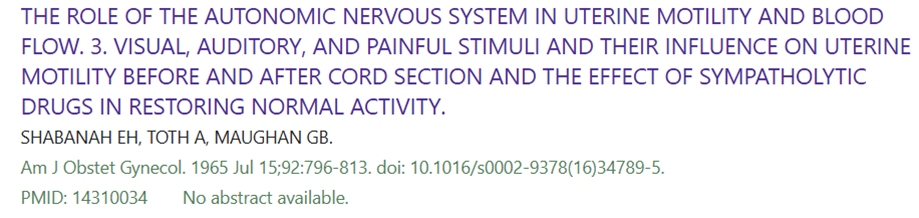 THE ROLE OF THE AUTONOMIC NERVOUS SYSTEM IN UTERINE MOTILITY AND BLOOD
FLOW. 3. VISUAL, AUDITORY, AND PAINFUL STIMULI AND THEIR INFLUENCE ON UTERINE
MOTILITY BEFORE AND AFTER CORD SECTION AND THE EFFECT OF SYMPATHOLYTIC
DRUGS IN RESTORING NORMAL ACTIVITY.
SHABANAH EH, TOTH A, MAUGHAN GB.
Am J Obstet Gynecol. 1965 Jul 15;92:796-813. doi: 10.1016/s0002-9378(16)34789-5.
PMID: 14310034 No abstract available.